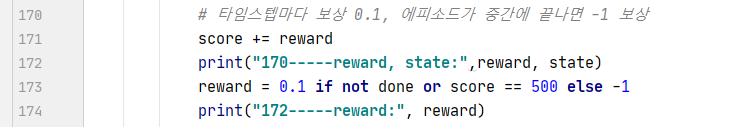 170 # 타임스텝마다 보상 0.1, 에피소드가 중간에 끝나면 -1 보상
171 score += reward
172 print("170-----reward, state:",reward, state)
173 reward = 0.1 if not done or score == 500 else -1
174 print("172-----reward:", reward)